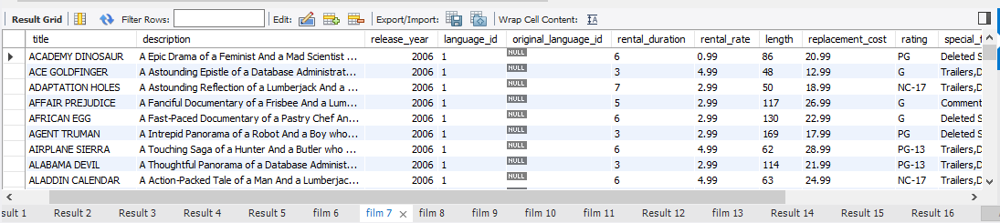 Result Grid Filter Rows: Edit: Export/Import: Wrap Cell Content: IA
title description release_year language_id original_language_id rental_duration rental_rate length replacement_cost rating special_f
ACADEMY DINOSAUR A Epic Drama of a Feminist And a Mad Scientist ... 2006 1 NULL 6 0.99 86 20.99 PG Deleted S
ACE GOLDFINGER A Astounding Epistle of a Database Administrat... 2006 1 NULL 3 4.99 48 12.99 G Trailers,D
ADAPTATION HOLES A Astounding Reflection of a Lumberjack And a ... 2006 1 NULL 7 2.99 50 18.99 NC-17 Trailers,D
AFFAIR PREJUDICE A Fanciful Documentary of a Frisbee And a Lum... 2006 1 NULL 5 2.99 117 26.99 G Comment
AFRICAN EGG A Fast-Paced Documentary of a Pastry Chef An... 2006 1 NULL 6 2.99 130 22.99 G Deleted S
AGENT TRUMAN A Intrepid Panorama of a Robot And a Boy who... 2006 1 NULL 3 2.99 169 17.99 PG Deleted S
AIRPLANE SIERRA A Touching Saga of a Hunter And a Butler who ... 2006 1 NULL 6 4.99 62 28.99 PG-13 Trailers,D
ALABAMA DEVIL A Thoughtful Panorama of a Database Administ... 2006 1 NULL 3 2.99 114 21.99 PG-13 Trailers,D
ALADDIN CALENDAR A Action-Packed Tale of a Man And a Lumberjac... 2006 1 NULL 6 4.99 63 24.99 NC-17 Trailers,D
sult 1 Result 2 Result 3 Result 4 Result 5 film 6 film 7 film 8 film 9 film 10 film 11 Result 12 film 13 Result 14 Result 15 Result 16